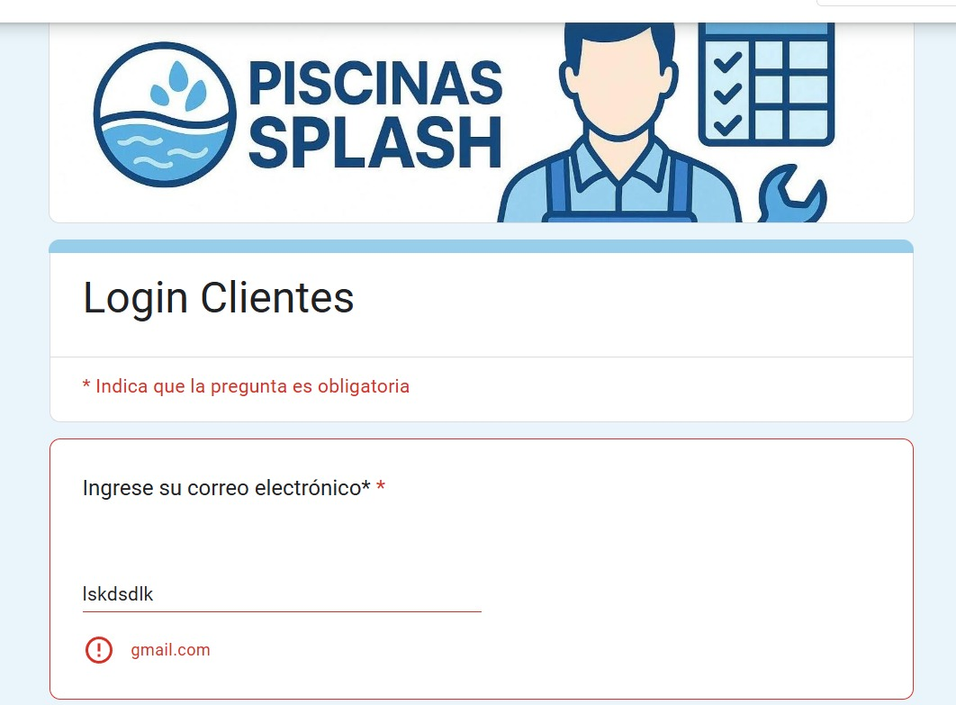 PISCINAS
SPLASH
Login Clientes
* Indica que la pregunta es obligatoria
Ingrese su correo electrónico* *
lskdsdlk
gmail.com